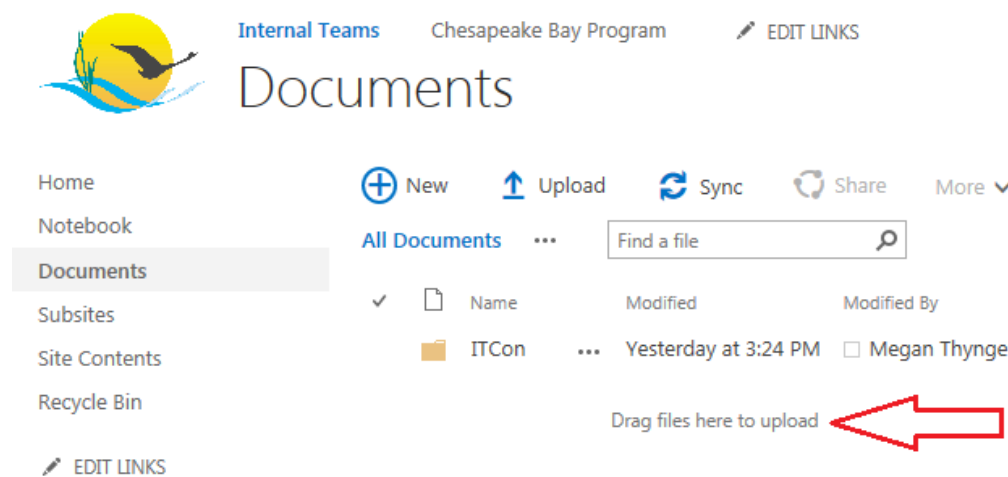 Internal Teams Chesapeake Bay Program EDIT LINKS
Documents
Home
Notebook
Documents
Subsites
Site Contents
Recycle Bin
EDIT LINKS
New Upload Sync Share More
All Documents ... Find a file
Name Modified Modified By
ITCon ... Yesterday at 3:24 PM Megan Thynge
Drag files here to upload